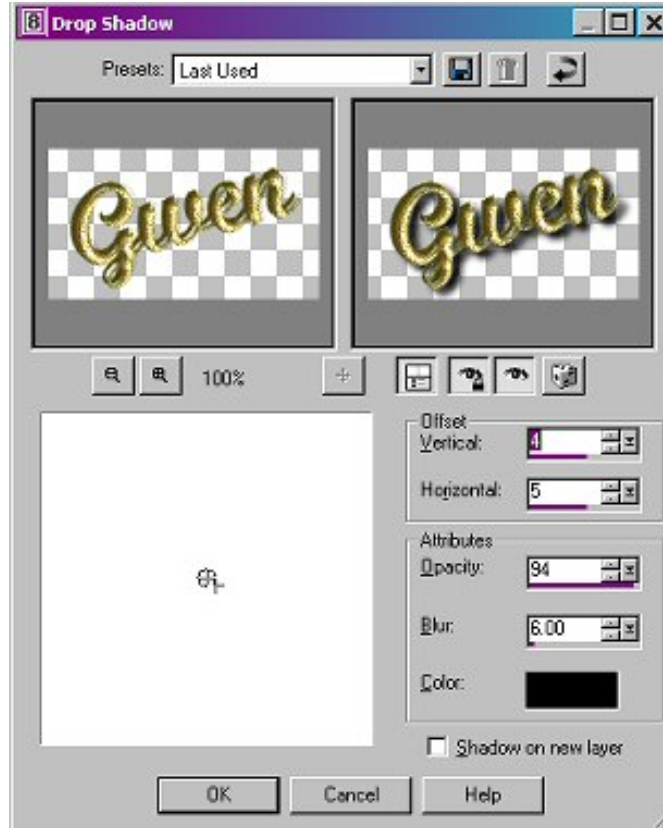 8 Drop Shadow
Presets: Last Used
Gwen Gwen
100%
Offset
Vertical: 4
Horizontal: 5
Attributes
Opacity: 94
Blur: 6.00
Color:
Shadow on new layer
OK Cancel Help